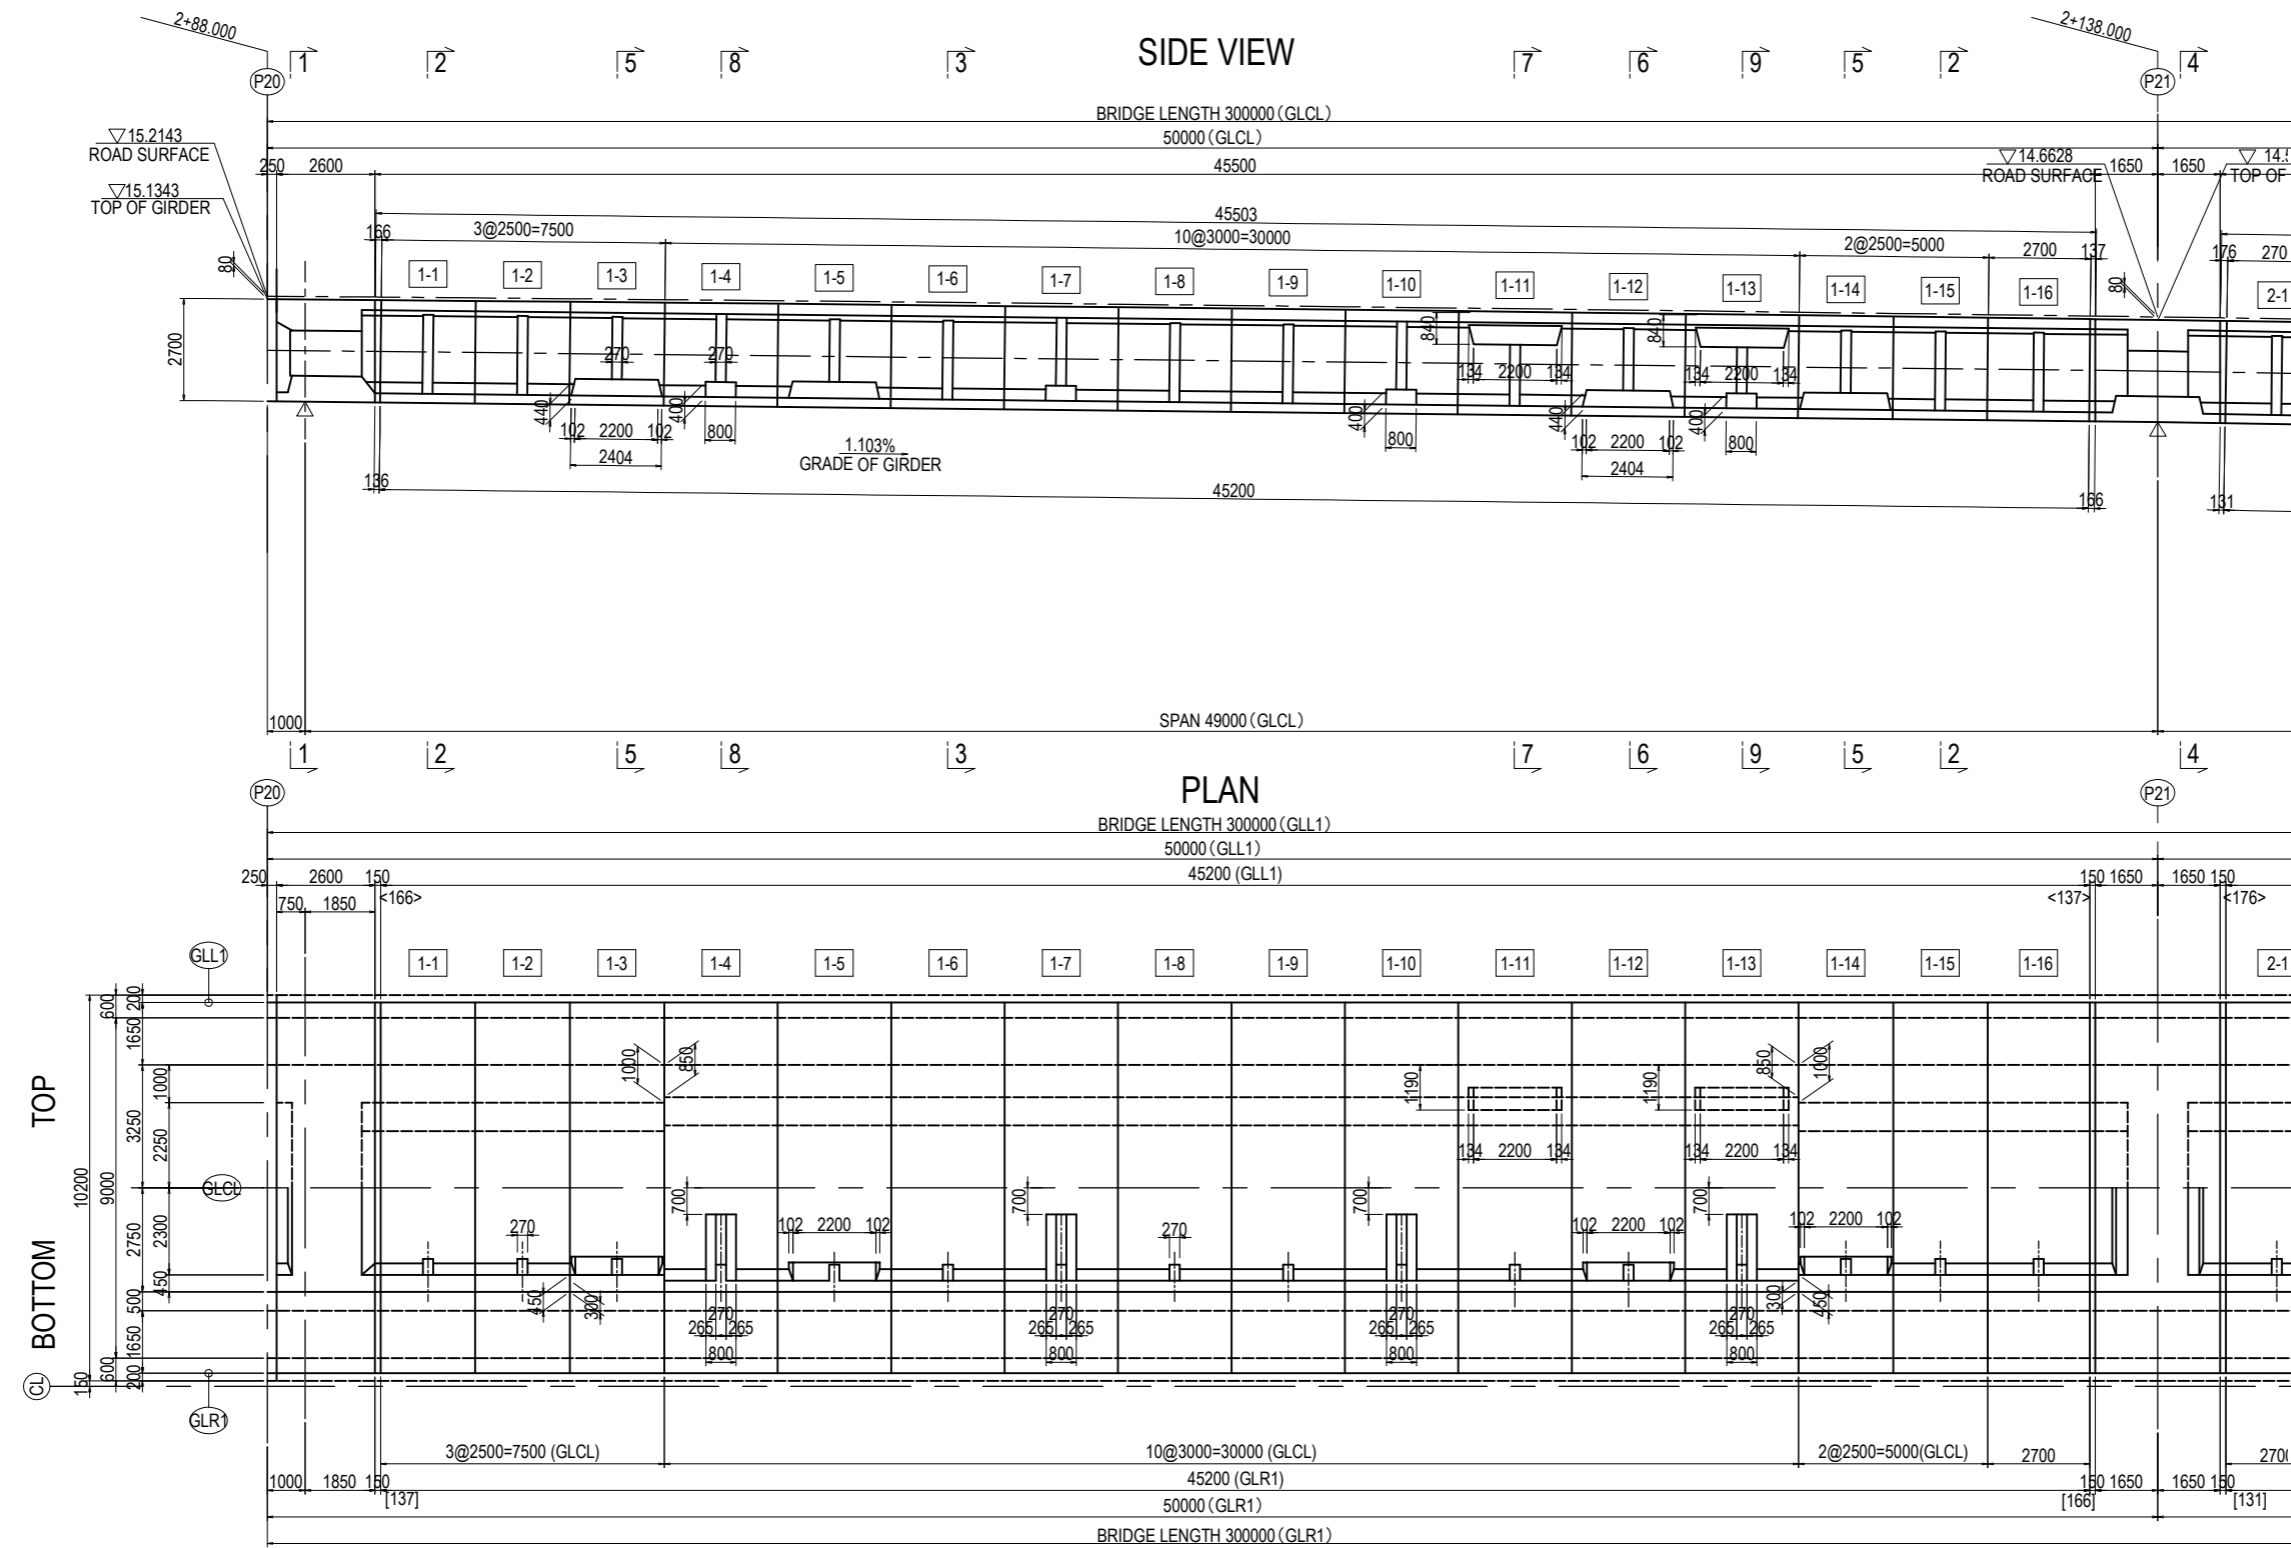 2+88.000
SIDE VIEW
2+138.000
1 2 5 8 3 7 6 9 5 2 4
P20 P21
BRIDGE LENGTH 300000(GLCL)
50000(GLCL)
▽15.2143
ROAD SURFACE
250 2600 45500 1650 1650
▽14.6628
ROAD SURFACE
▽15.1343
TOP OF GIRDER
▽ 14.
TOP OF
45503
166 3@2500=7500 10@3000=30000 2@2500=5000 2700 137 176 270
80 80
1-1 1-2 1-3 1-4 1-5 1-6 1-7 1-8 1-9 1-10 1-11 1-12 1-13 1-14 1-15 1-16 2-1
2700
840 840
270 270
134 2200 134 134 2200 134
440 400 400 440 400
102 2200 102 800 800 102 2200 102 800
2404 2404
1.103%
GRADE OF GIRDER
136 45200 166 131
1000 SPAN 49000(GLCL)
1 2 5 8 3 7 6 9 5 2 4
PLAN
P20 P21
BRIDGE LENGTH 300000(GLL1)
50000(GLL1)
250 2600 150 45200 (GLL1) 150 1650 1650 150
750 1850 <166> <137> <176>
GLL1
1-1 1-2 1-3 1-4 1-5 1-6 1-7 1-8 1-9 1-10 1-11 1-12 1-13 1-14 1-15 1-16 2-1
600 200
1650
1000 850 850 1000
1190 1190
TOP
1000
3250
2250
134 2200 134 134 2200 134
10200
9000
GLCL
700 700 700 700
2750
2300
270 102 2200 102 270 102 2200 102 102 2200 102
BOTTOM
450
500
450 300 300 450
1650
270 270 270 270
265 265 265 265 265 265 265 265
800 800 800 800
600 200
150
CL
GLR1
3@2500=7500 (GLCL) 10@3000=30000 (GLCL) 2@2500=5000(GLCL) 2700 270
1000 1850 150 45200 (GLR1) 150 1650 1650 150
[137] [166] [131]
50000(GLR1)
BRIDGE LENGTH 300000(GLR1)